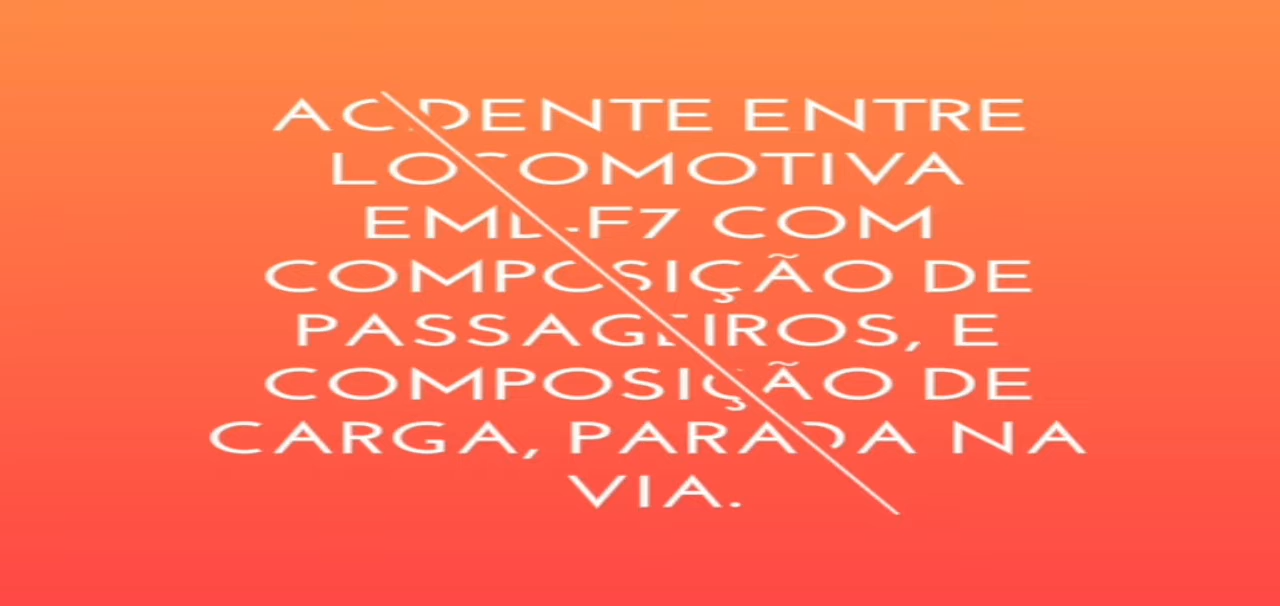 ACIDENTE ENTRE
LOCOMOTIVA
EMD-F7 COM
COMPOSIÇÃO DE
PASSAGEIROS, E
COMPOSIÇÃO DE
CARGA, PARADA NA
VIA.